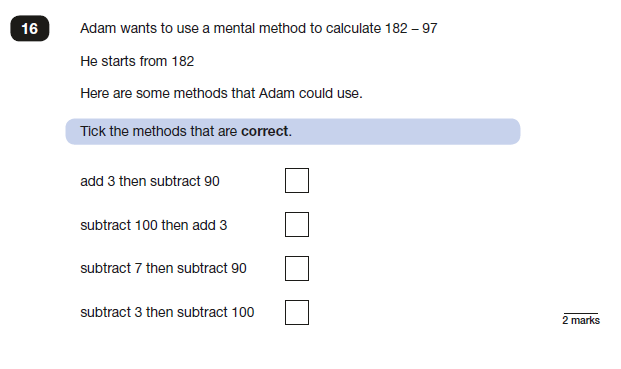 16
Adam wants to use a mental method to calculate 182 – 97
He starts from 182
Here are some methods that Adam could use.
Tick the methods that are correct.
add 3 then subtract 90
subtract 100 then add 3
subtract 7 then subtract 90
subtract 3 then subtract 100
2 marks